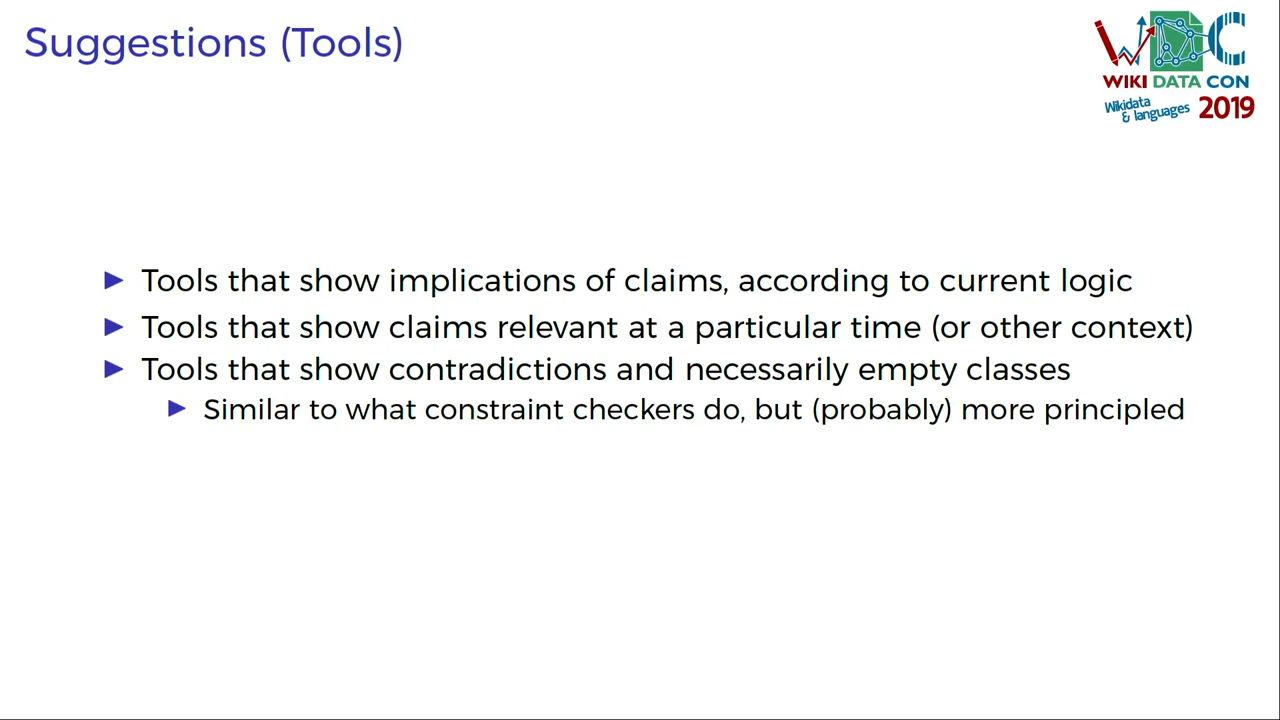 Suggestions (Tools)
WDC
WIKI DATA CON
Wikidata
& languages
2019
▶ Tools that show implications of claims, according to current logic
▶ Tools that show claims relevant at a particular time (or other context)
▶ Tools that show contradictions and necessarily empty classes
▶ Similar to what constraint checkers do, but (probably) more principled